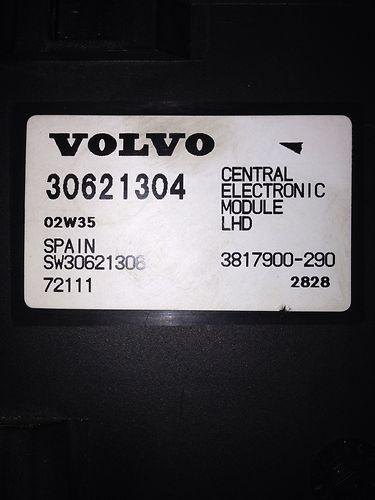 VOLVO
30621304
02W35
SPAIN
SW30621306
72111
CENTRAL
ELECTRONIC
MODULE
LHD
3817900-290
2828